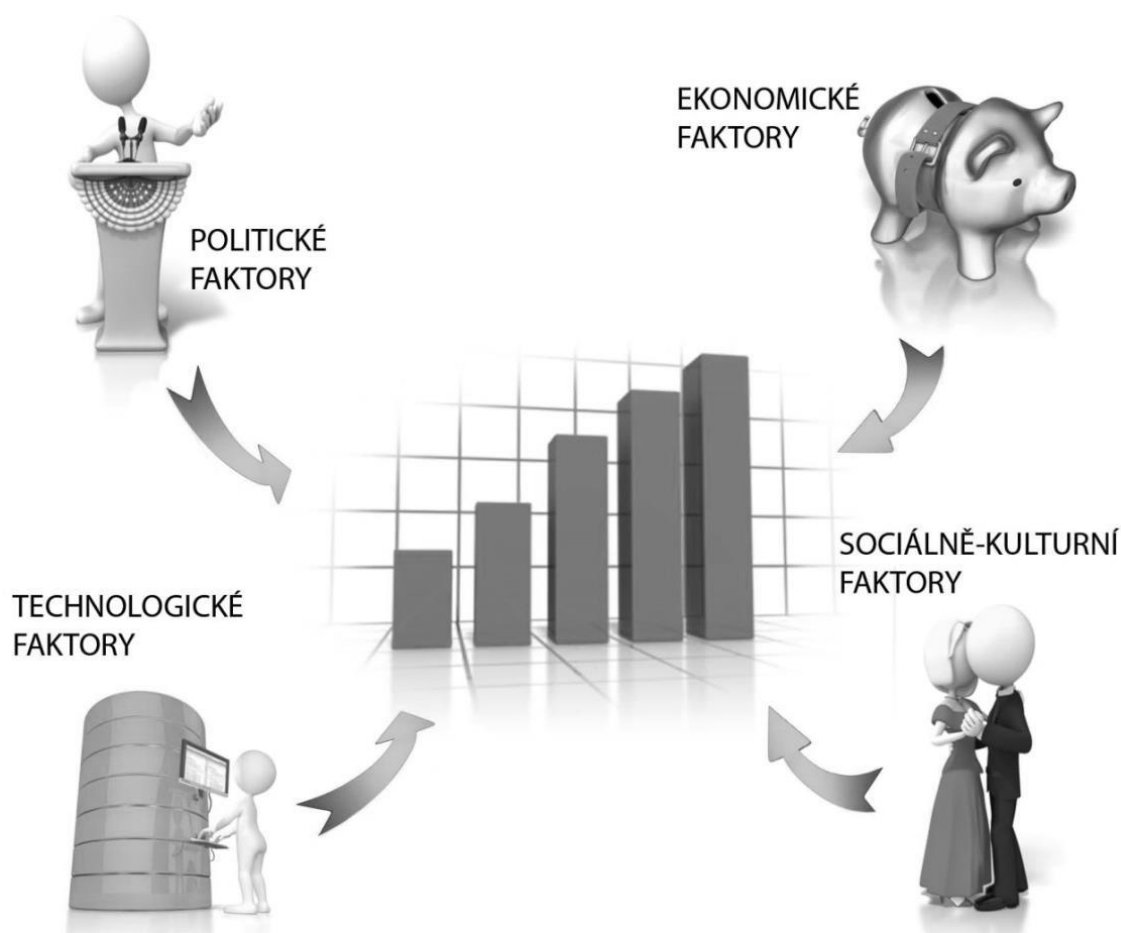 POLITICKÉ
FAKTORY
EKONOMICKÉ
FAKTORY
TECHNOLOGICKÉ
FAKTORY
SOCIÁLNĚ-KULTURNÍ
FAKTORY